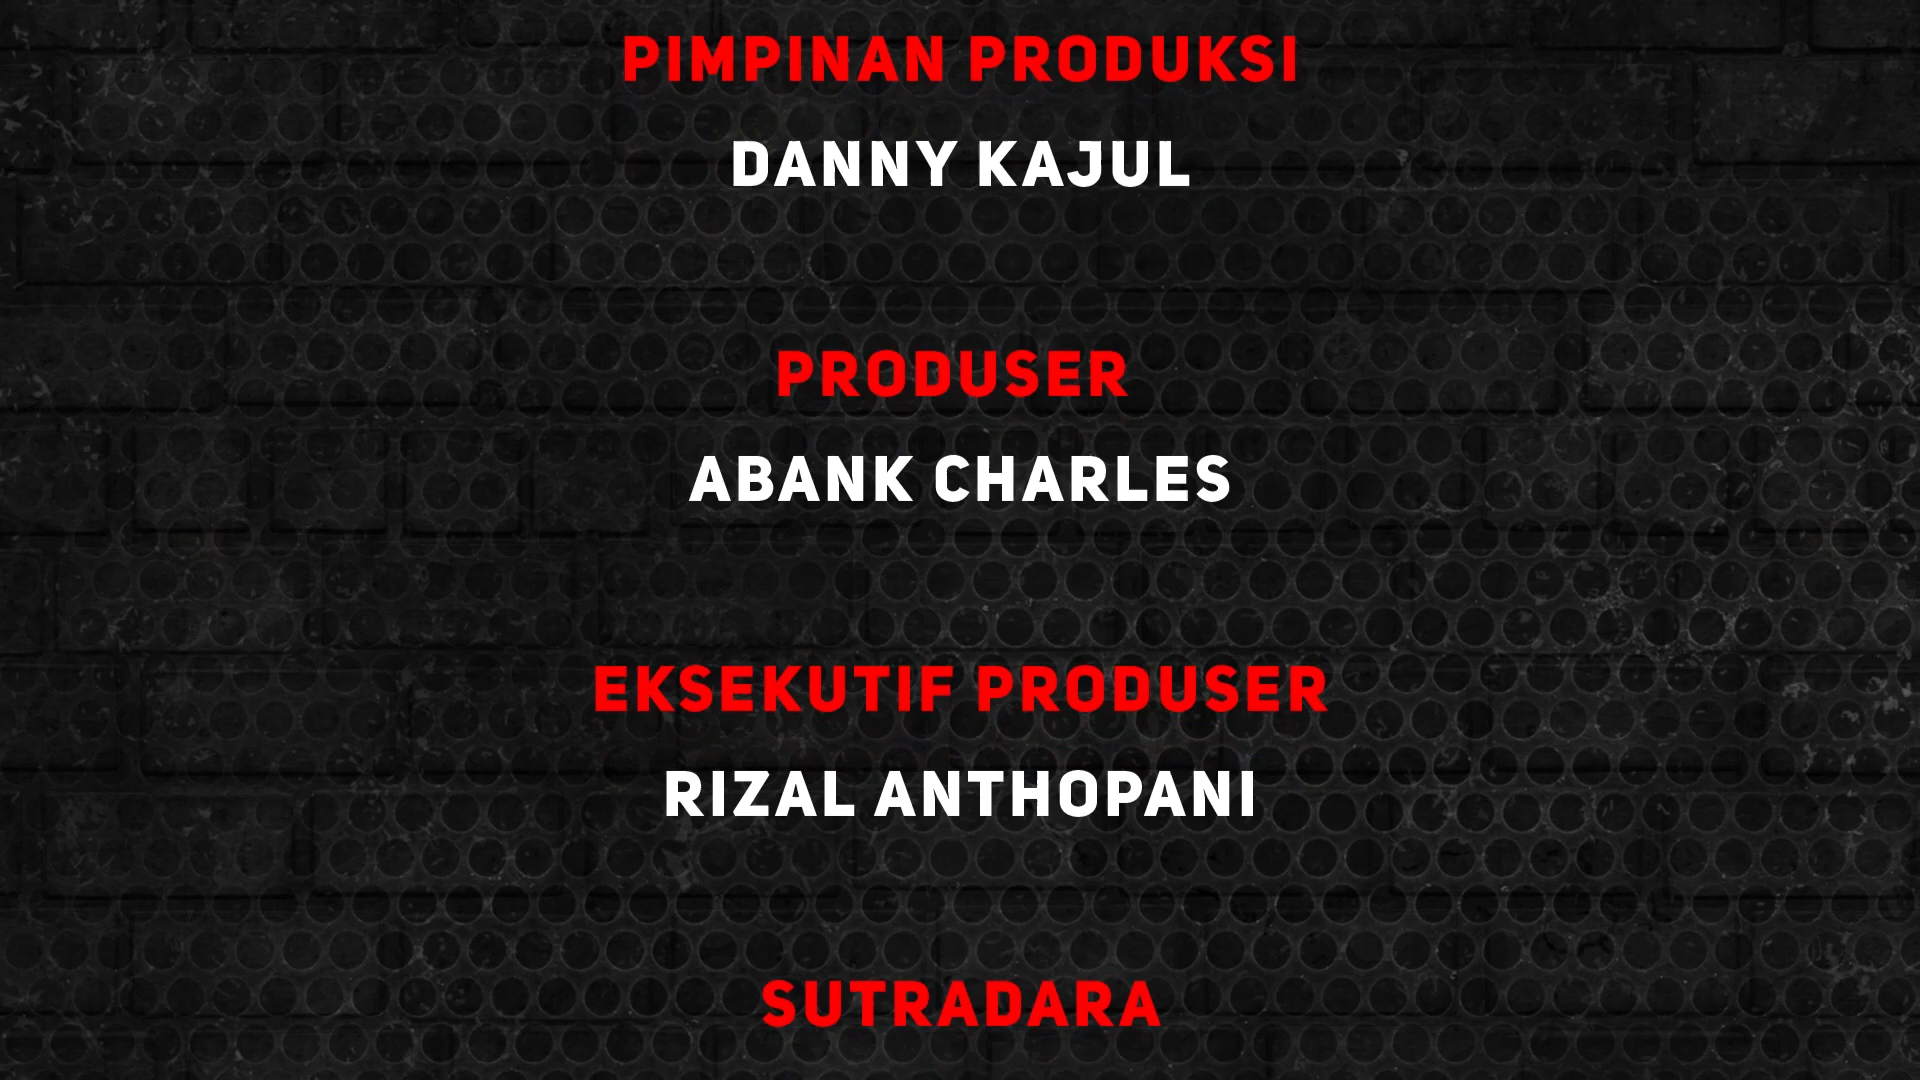 PIMPINAN PRODUKSI
DANNY KAJUL
PRODUSER
ABANK CHARLES
EKSEKUTIF PRODUSER
RIZAL ANTHOPANI
SUTRADARA